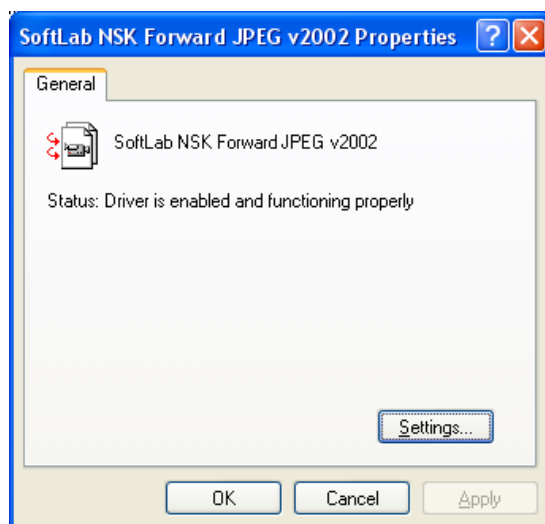 SoftLab NSK Forward JPEG v2002 Properties
General
SoftLab NSK Forward JPEG v2002
Status: Driver is enabled and functioning properly
Settings...
OK Cancel Apply